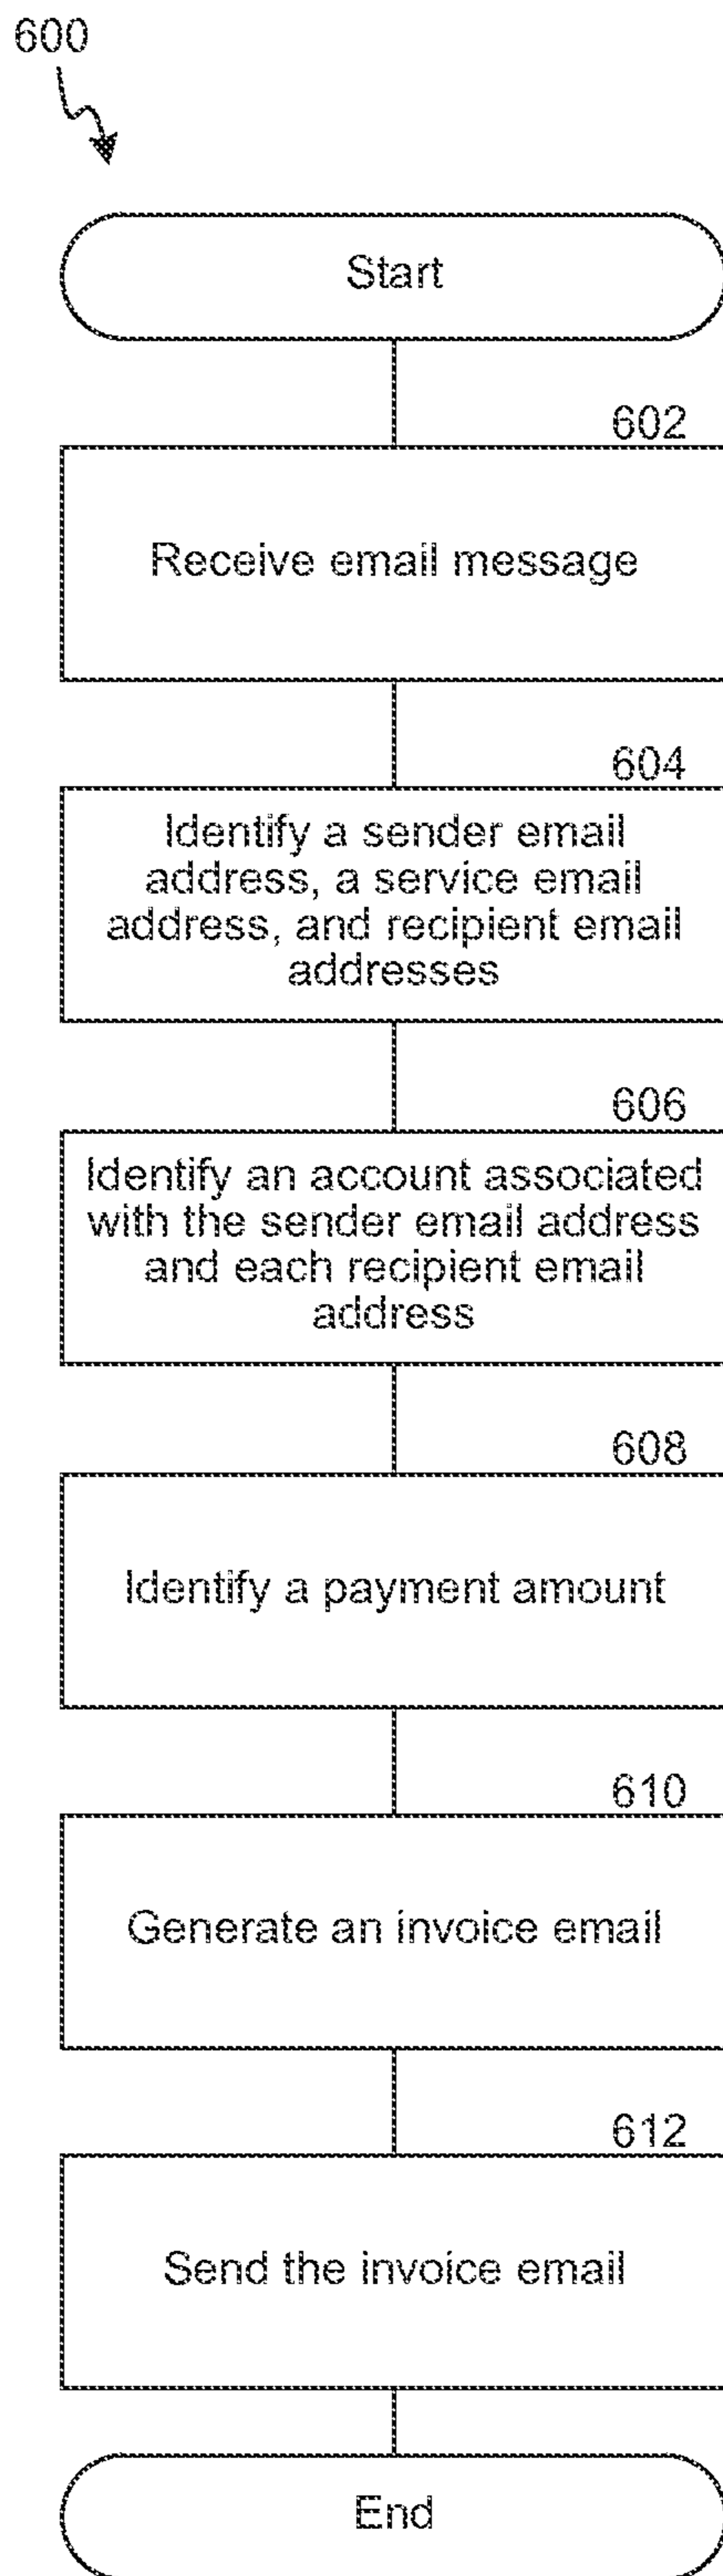 600
Start
602
Receive email message
604
Identify a sender email
address, a service email
address, and recipient email
addresses
606
Identify an account associated
with the sender email address
and each recipient email
address
608
Identify a payment amount
610
Generate an invoice email
612
Send the invoice email
End